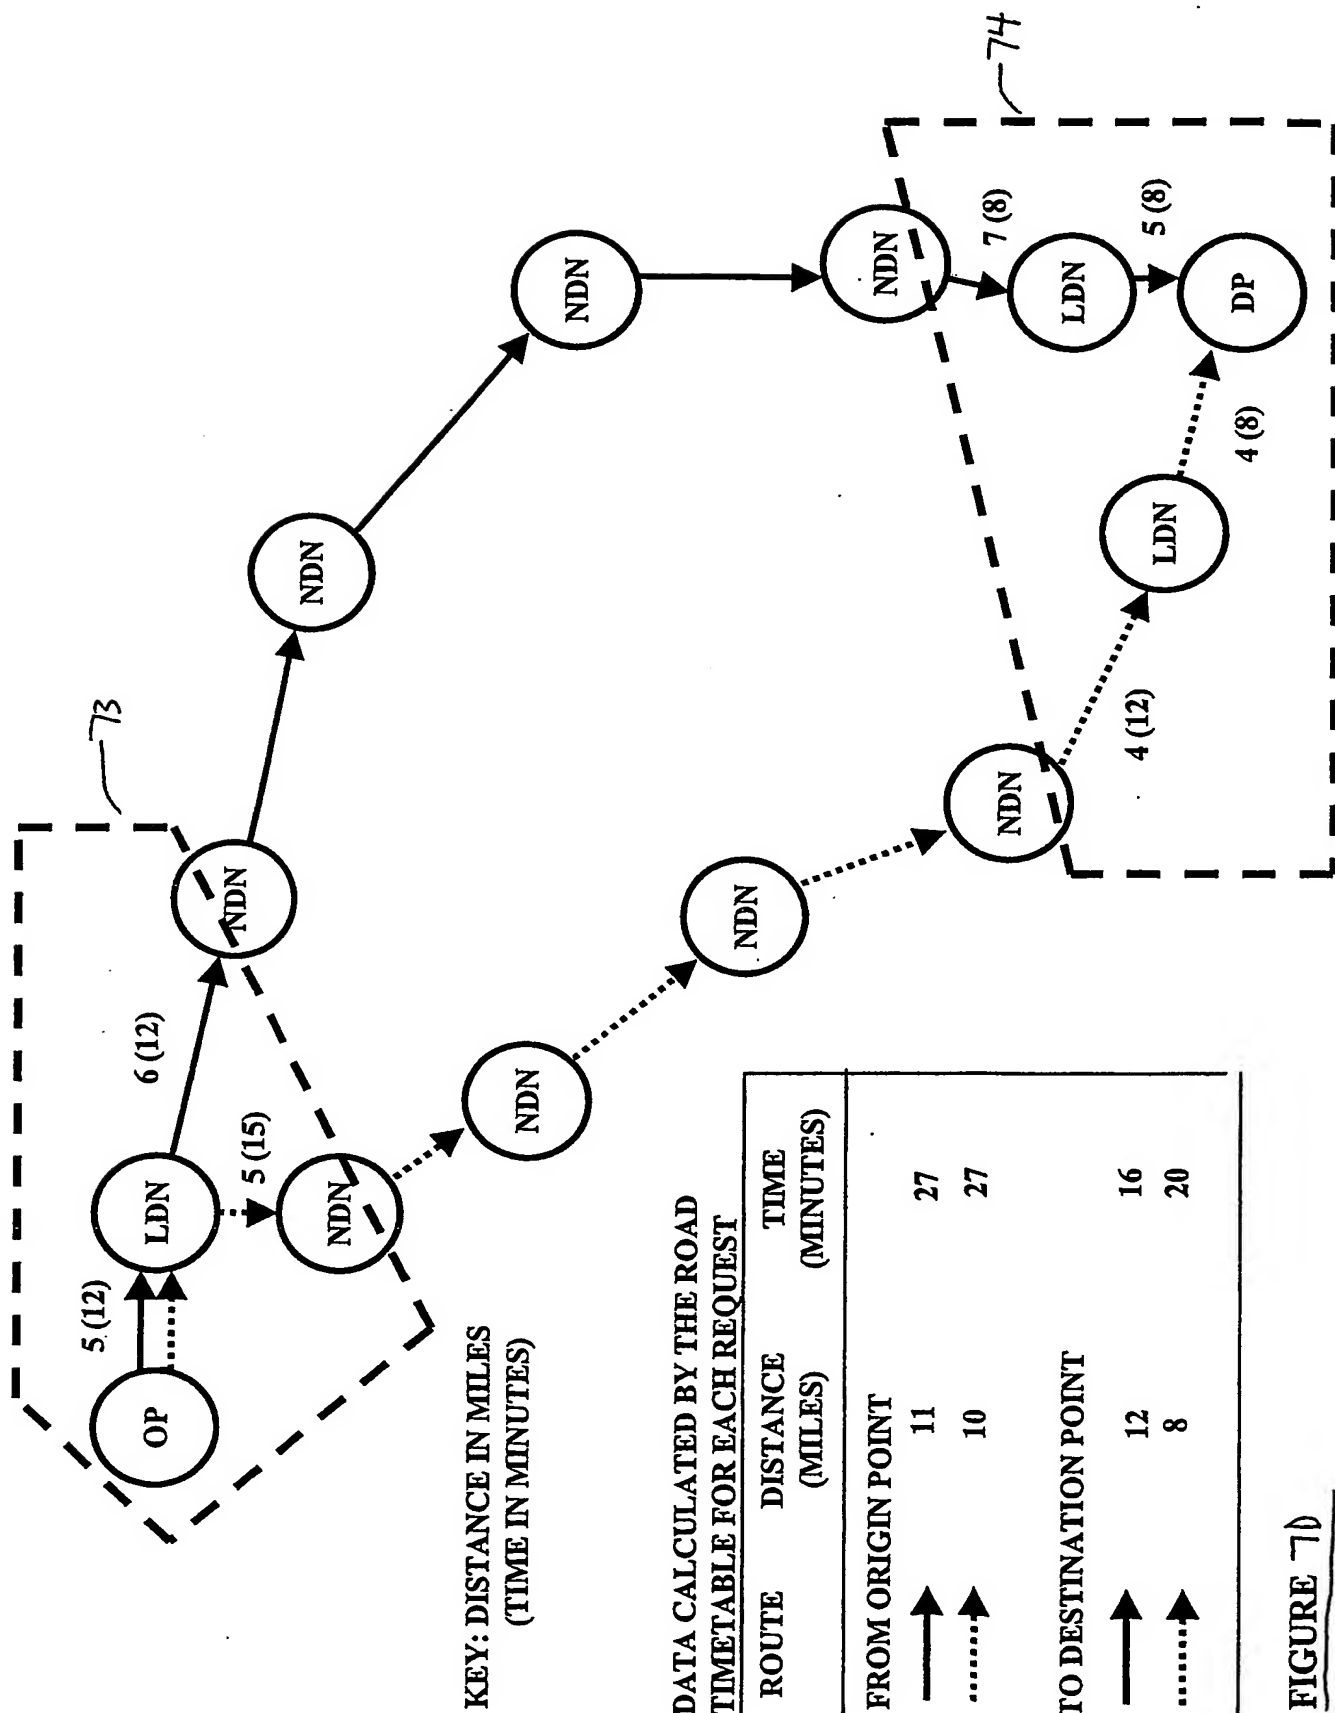 73
74
OP
5 (12)
LDN
6 (12)
NDN
5 (15)
NDN
NDN
NDN
NDN
NDN
NDN
NDN
4 (12)
LDN
4 (8)
7 (8)
LDN
5 (8)
DP
KEY: DISTANCE IN MILES
(TIME IN MINUTES)
DATA CALCULATED BY THE ROAD
TIMETABLE FOR EACH REQUEST
ROUTE DISTANCE TIME
(MILES) (MINUTES)
FROM ORIGIN POINT
11 27
10 27
TO DESTINATION POINT
12 16
8 20
FIGURE 7D